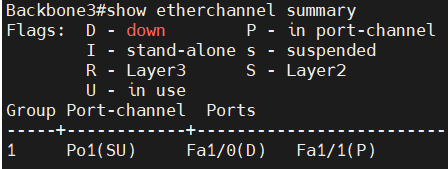 Backbone3#show etherchannel summary
Flags:  D - down        P - in port-channel
        I - stand-alone s - suspended
        R - Layer3      S - Layer2
        U - in use
Group Port-channel  Ports
-----+------------+---------------------------
1     Po1(SU)     Fa1/0(D)   Fa1/1(P)